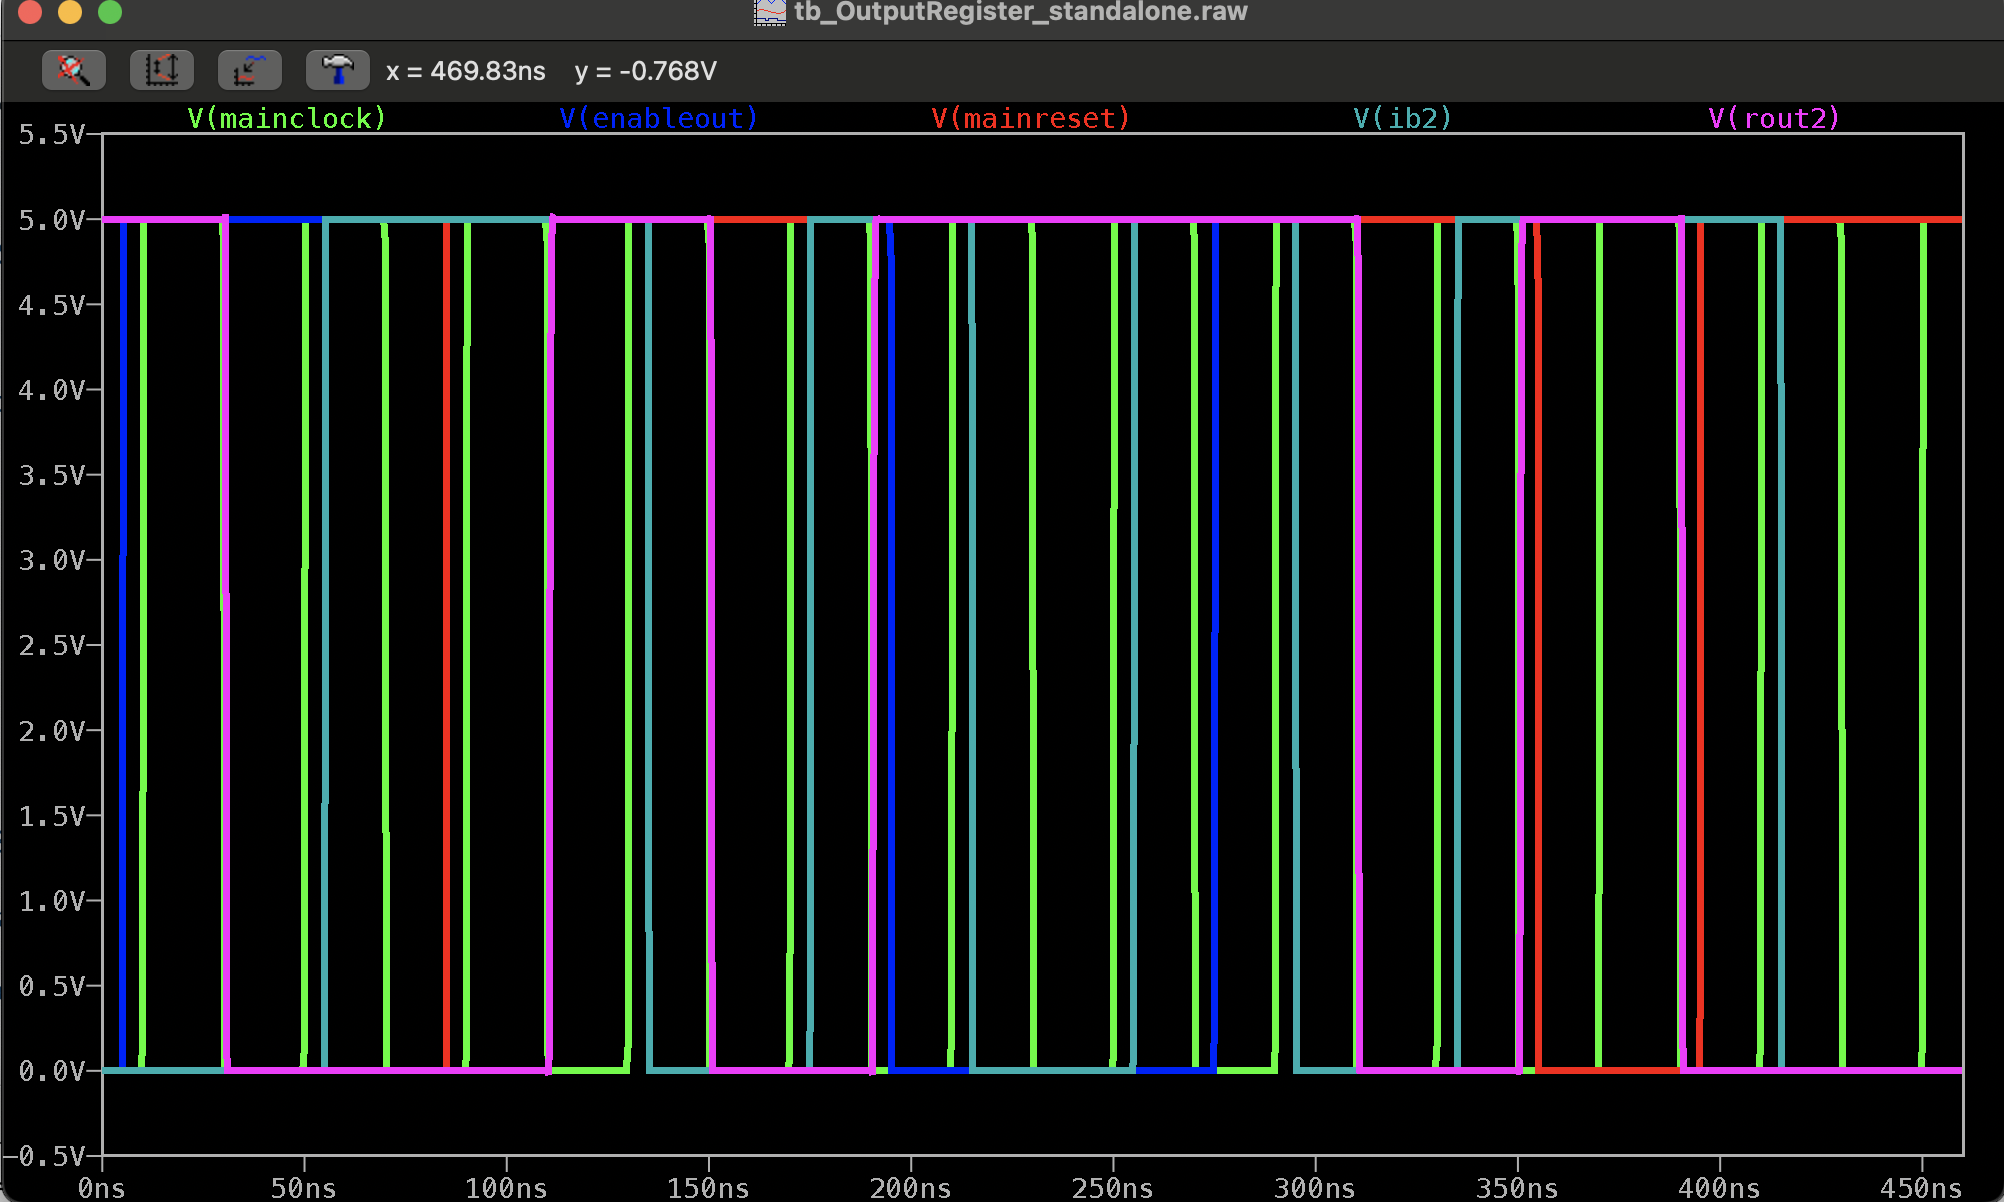 tb_OutputRegister_standalone.raw
x = 469.83ns y = -0.768V
V(mainclock) V(enableout) V(mainreset) V(ib2) V(rout2)
5.5V
5.0V
4.5V
4.0V
3.5V
3.0V
2.5V
2.0V
1.5V
1.0V
0.5V
0.0V
-0.5V
0ns 50ns 100ns 150ns 200ns 250ns 300ns 350ns 400ns 450ns